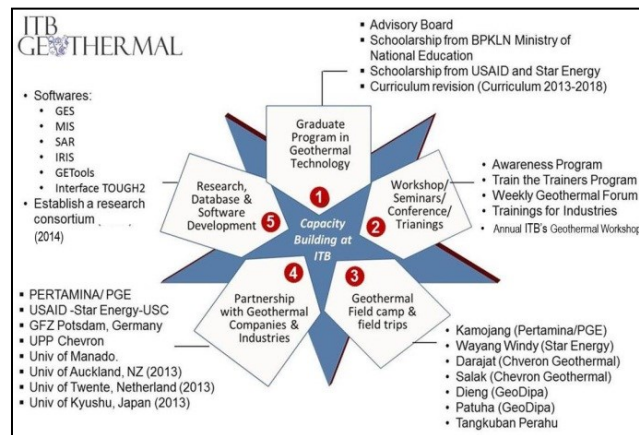 ITB
GEOTHERMAL
Advisory Board
Schoolarship from BPKLN Ministry of
National Education
Schoolarship from USAID and Star Energy
Curriculum revision (Curriculum 2013-2018)
Graduate
Program in
Geothermal
Technology
1
Workshop/
Seminars/
Conference/
Trianings
2
Awareness Program
Train the Trainers Program
Weekly Geothermal Forum
Trainings for Industries
Annual ITB's Geothermal Workshop
Geothermal
Field camp &
field trips
3
Kamojang (Pertamina/PGE)
Wayang Windy (Star Energy)
Darajat (Chveron Geothermal)
Salak (Chevron Geothermal)
Dieng (GeoDipa)
Patuha (GeoDipa)
Tangkuban Perahu
Partnership
with Geothermal
Companies &
Industries
4
PERTAMINA/ PGE
USAID -Star Energy-USC
GFZ Potsdam, Germany
UPP Chevron
Univ of Manado.
Univ of Auckland, NZ (2013)
Univ of Twente, Netherland (2013)
Univ of Kyushu, Japan (2013)
Research,
Database &
Software
Development
5
Softwares:
GES
MIS
SAR
IRIS
GETools
Interface TOUGH2
Establish a research
consortium
(2014)
Capacity
Building at
ITB